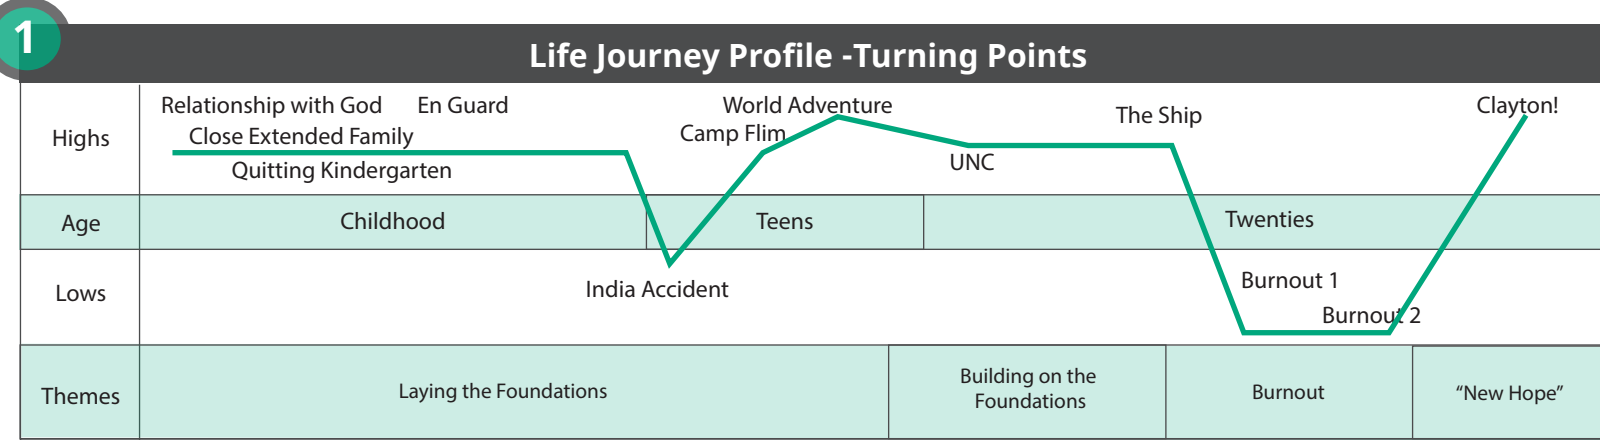 1
Life Journey Profile -Turning Points
Highs
Relationship with God
En Guard
Close Extended Family
Quitting Kindergarten
World Adventure
Camp Flim
UNC
The Ship
Clayton!
Age
Childhood
Teens
Twenties
Lows
India Accident
Burnout 1
Burnout 2
Themes
Laying the Foundations
Building on the
Foundations
Burnout
“New Hope”